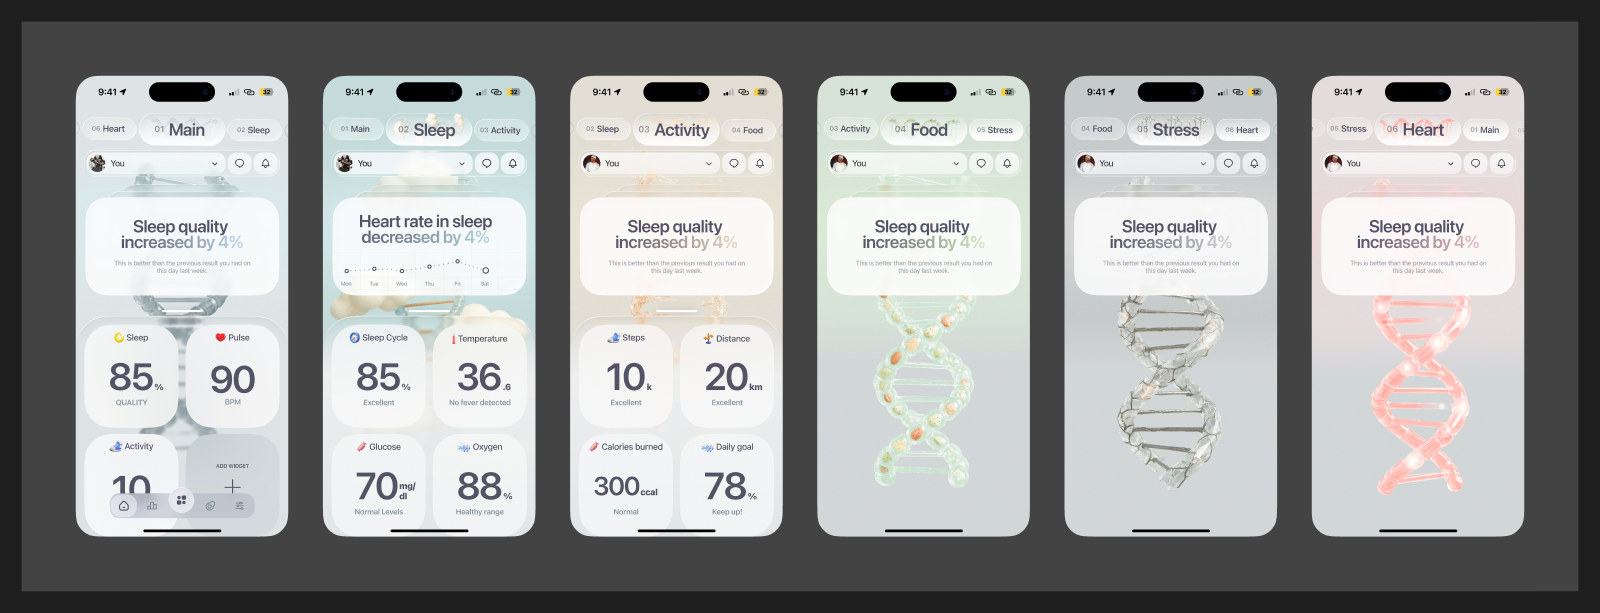 9:41
32
06 Heart
01 Main
02 Sleep
You
Sleep quality
increased by 4%
This is better than the previous result you had on
this day last week.
Sleep
85%
QUALITY
Pulse
90
BPM
Activity
10
ADD WIDGET
9:41
32
01 Main
02 Sleep
03 Activity
You
Heart rate in sleep
decreased by 4%
Mon Tue Wed Thu Fri Sat
Sleep Cycle
85%
Excellent
Temperature
36.6
No fever detected
Glucose
70 mg/
dl
Normal Levels
Oxygen
88%
Healthy range
9:41
32
02 Sleep
03 Activity
04 Food
You
Sleep quality
increased by 4%
This is better than the previous result you had on
this day last week.
Steps
10k
Excellent
Distance
20km
Excellent
Calories burned
300ccal
Normal
Daily goal
78%
Keep up!
9:41
32
03 Activity
04 Food
05 Stress
You
Sleep quality
increased by 4%
This is better than the previous result you had on
this day last week.
9:41
32
04 Food
05 Stress
06 Heart
You
Sleep quality
increased by 4%
This is better than the previous result you had on
this day last week.
9:41
32
05 Stress
06 Heart
01 Main
You
Sleep quality
increased by 4%
This is better than the previous result you had on
this day last week.